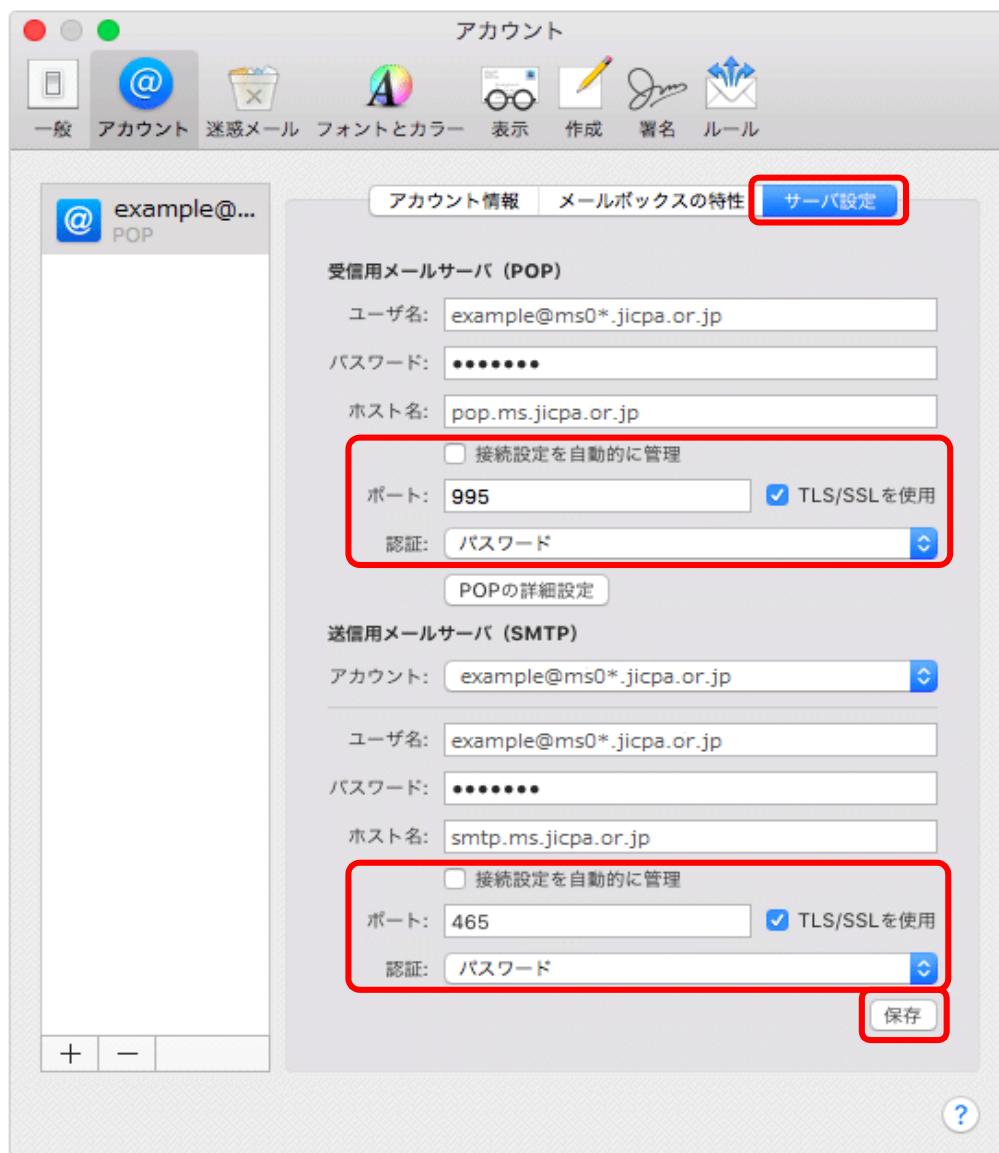 アカウント
一般 アカウント 迷惑メール フォントとカラー 表示 作成 署名 ルール
example@...
POP
アカウント情報 メールボックスの特性 サーバ設定
受信用メールサーバ（POP）
ユーザ名: example@ms0*.jicpa.or.jp
パスワード: •••••••
ホスト名: pop.ms.jicpa.or.jp
接続設定を自動的に管理
ポート: 995 TLS/SSLを使用
認証: パスワード
POPの詳細設定
送信用メールサーバ（SMTP）
アカウント: example@ms0*.jicpa.or.jp
ユーザ名: example@ms0*.jicpa.or.jp
パスワード: •••••••
ホスト名: smtp.ms.jicpa.or.jp
接続設定を自動的に管理
ポート: 465 TLS/SSLを使用
認証: パスワード
保存
+ −
?